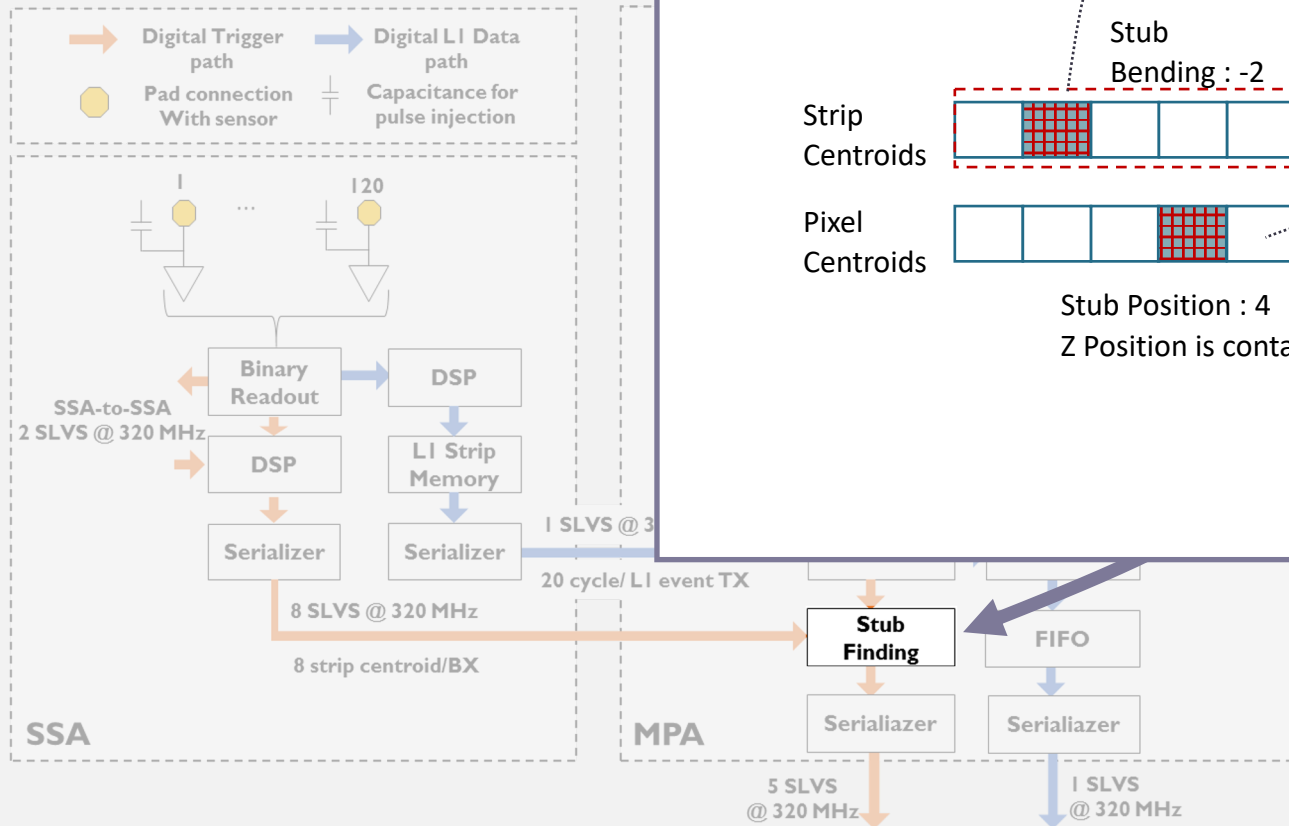 Digital Trigger
path
Digital L1 Data
path
Pad connection
With sensor
Capacitance for
pulse injection
Stub
Bending : -2
Strip
Centroids
Pixel
Centroids
Stub Position : 4
Z Position is conta
1
...
120
Binary
Readout
DSP
SSA-to-SSA
2 SLVS @ 320 MHz
DSP
L1 Strip
Memory
Serializer
Serializer
1 SLVS @ 3
20 cycle/ L1 event TX
8 SLVS @ 320 MHz
8 strip centroid/BX
Stub
Finding
FIFO
Serialiazer
Serialiazer
SSA
MPA
5 SLVS
@ 320 MHz
1 SLVS
@ 320 MHz